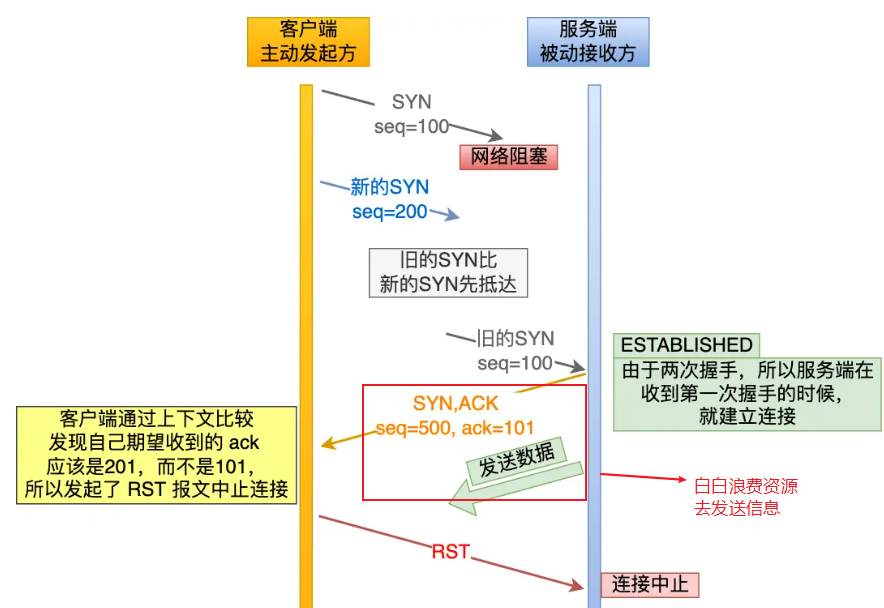 客户端
主动发起方
服务端
被动接收方
SYN
seq=100
网络阻塞
新的SYN
seq=200
旧的SYN比
新的SYN先抵达
旧的SYN
seq=100
ESTABLISHED
由于两次握手，所以服务端在
收到第一次握手的时候，
就建立连接
SYN,ACK
seq=500, ack=101
客户端通过上下文比较
发现自己期望收到的 ack
应该是201，而不是101，
所以发起了 RST 报文中止连接
发送数据
白白浪费资源
去发送信息
RST
连接中止